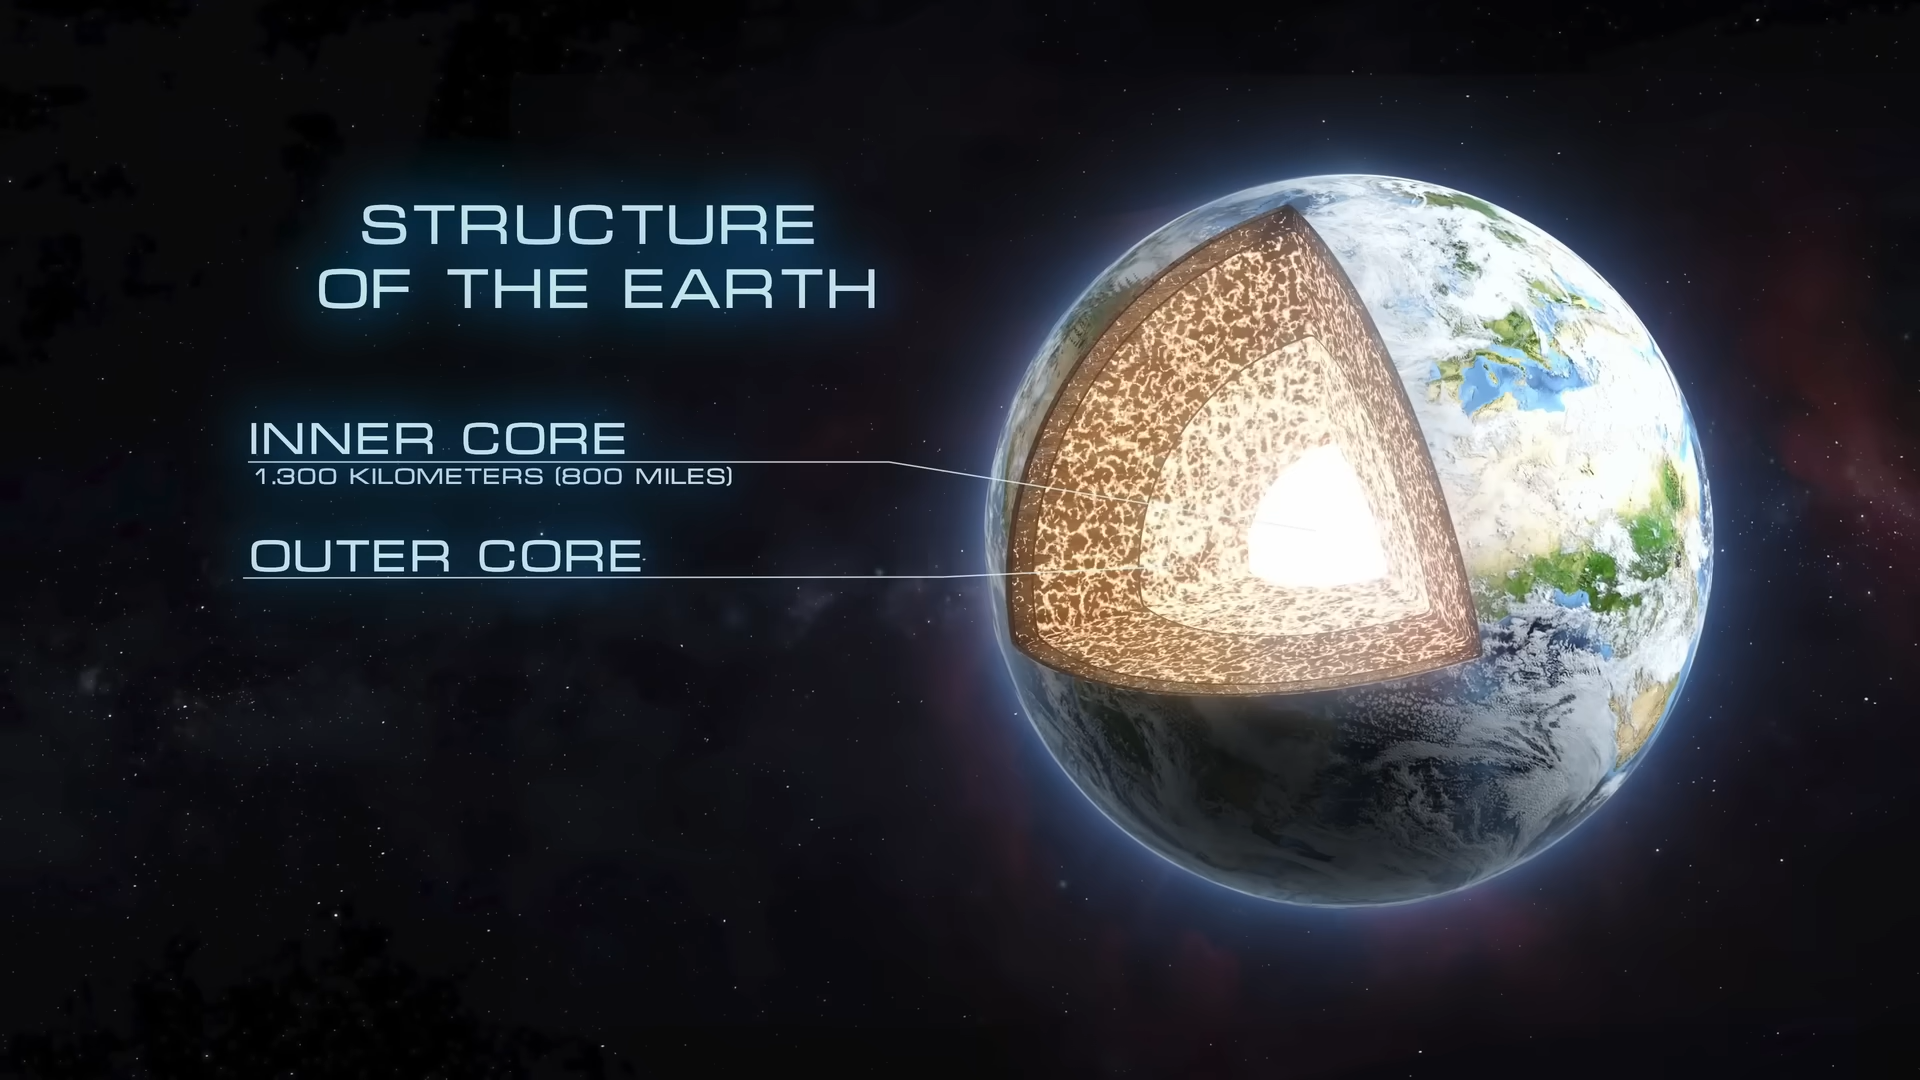 STRUCTURE
OF THE EARTH
INNER CORE
1.300 KILOMETERS (800 MILES)
OUTER CORE